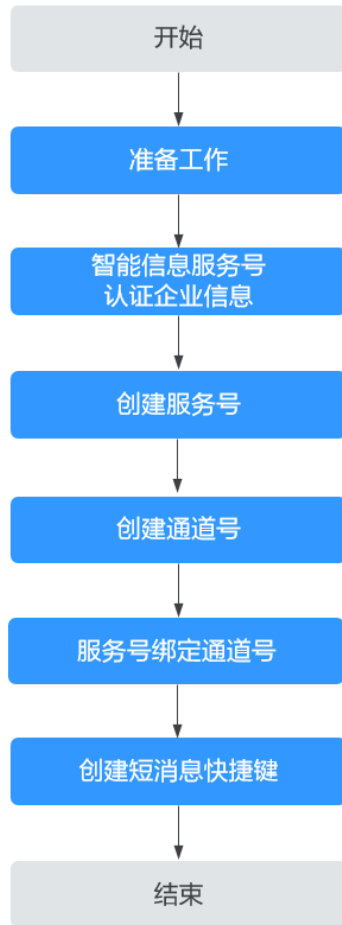 开始
准备工作
智能信息服务号
认证企业信息
创建服务号
创建通道号
服务号绑定通道号
创建短消息快捷键
结束